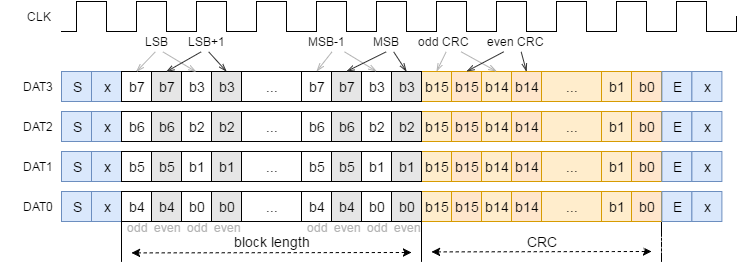 CLK
LSB LSB+1 MSB-1 MSB odd CRC even CRC
DAT3 S x b7 b7 b3 b3 ... b7 b7 b3 b3 b15 b15 b14 b14 ... b1 b0 E x
DAT2 S x b6 b6 b2 b2 ... b6 b6 b2 b2 b15 b15 b14 b14 ... b1 b0 E x
DAT1 S x b5 b5 b1 b1 ... b5 b5 b1 b1 b15 b15 b14 b14 ... b1 b0 E x
DAT0 S x b4 b4 b0 b0 ... b4 b4 b0 b0 b15 b15 b14 b14 ... b1 b0 E x
odd even odd even odd even odd even
block length CRC